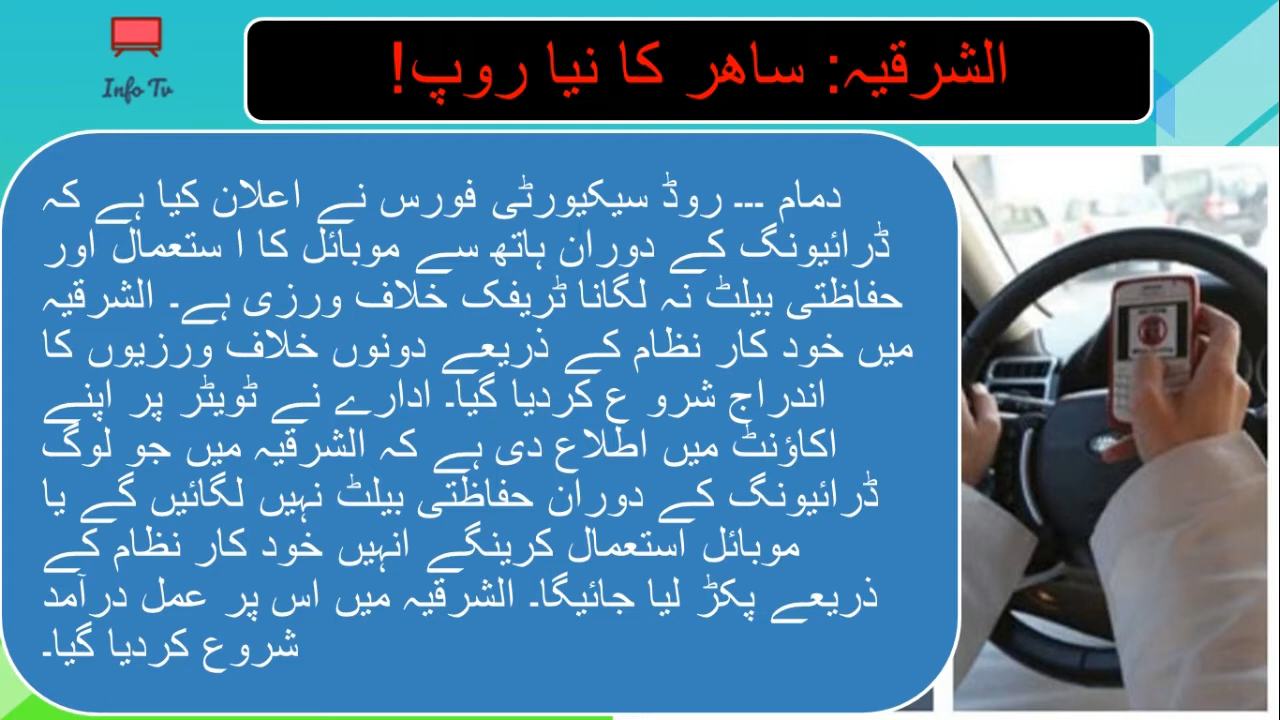 Info Tv
الشرقیہ: ساھر کا نیا روپ!
دمام ۔۔۔ روڈ سیکیورٹی فورس نے اعلان کیا ہے کہ
ڈرائیونگ کے دوران ہاتھ سے موبائل کا ا ستعمال اور
حفاظتی بیلٹ نہ لگانا ٹریفک خلاف ورزی ہے۔ الشرقیہ
میں خود کار نظام کے ذریعے دونوں خلاف ورزیوں کا
اندراج شرو ع کردیا گیا۔ ادارے نے ٹویٹر پر اپنے
اکاؤنٹ میں اطلاع دی ہے کہ الشرقیہ میں جو لوگ
ڈرائیونگ کے دوران حفاظتی بیلٹ نہیں لگائیں گے یا
موبائل استعمال کرینگے انہیں خود کار نظام کے
ذریعے پکڑ لیا جائیگا۔ الشرقیہ میں اس پر عمل درآمد
شروع کردیا گیا۔